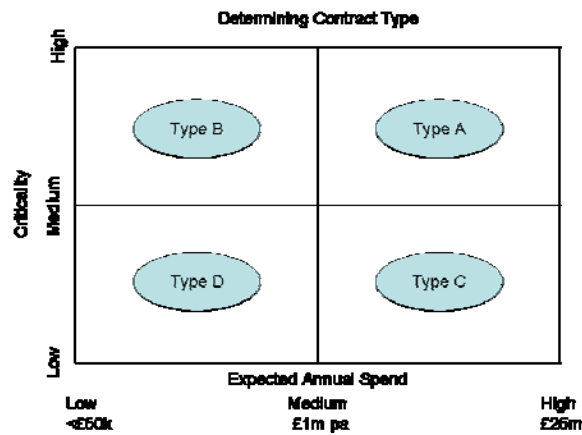 Determining Contract Type
High
Type B
Type A
Criticality
Medium
Type D
Type C
Low
Expected Annual Spend
Low
Medium
High
<£50k
£1m pa
£25m